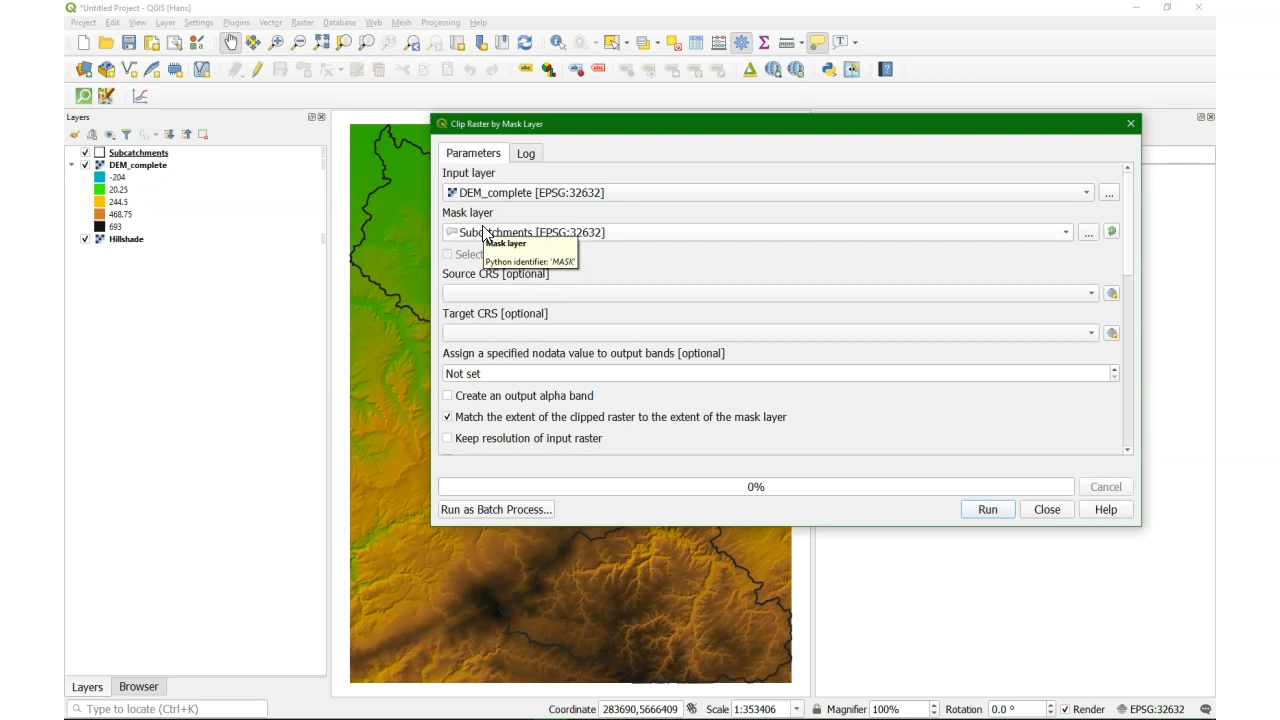 *Untitled Project - QGIS [Hans]
Project Edit View Layer Settings Plugins Vector Raster Database Web Mesh Processing Help
Layers
Subcatchments
DEM_complete
-204
20.25
244.5
468.75
693
Hillshade
Clip Raster by Mask Layer
Parameters Log
Input layer
DEM_complete [EPSG:32632]
...
Mask layer
[EPSG:32632]
...
Mask layer
Python identifier: 'MASK'
Source CRS [optional]
Target CRS [optional]
Assign a specified nodata value to output bands [optional]
Not set
Create an output alpha band
Match the extent of the clipped raster to the extent of the mask layer
Keep resolution of input raster
0%
Cancel
Run as Batch Process...
Run Close Help
Layers Browser
Type to locate (Ctrl+K)
Coordinate 283690,5666409 Scale 1:353406 Magnifier 100% Rotation 0.0 ° Render EPSG:32632